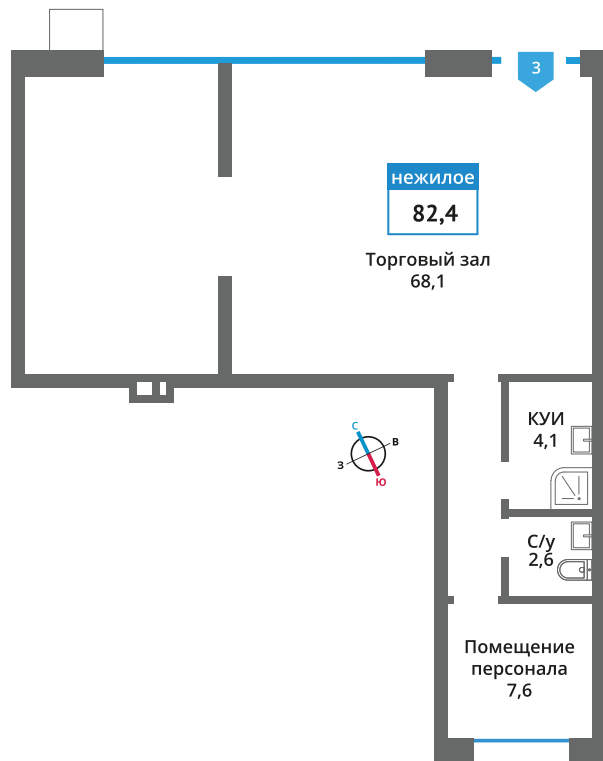 3
нежилое
82,4
Торговый зал
68,1
КУИ
4,1
С
В
З
Ю
С/у
2,6
Помещение
персонала
7,6